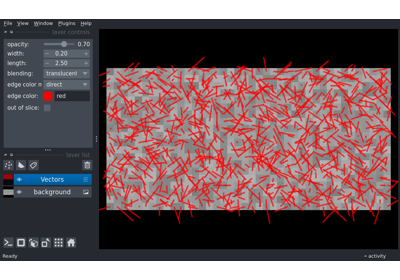 File View Window Plugins Help
layer controls
opacity: 0.70
width: 0.20
length: 2.50
blending: translucent
edge color m direct
edge color: red
out of slice:
layer list
Vectors
background
Ready
activity